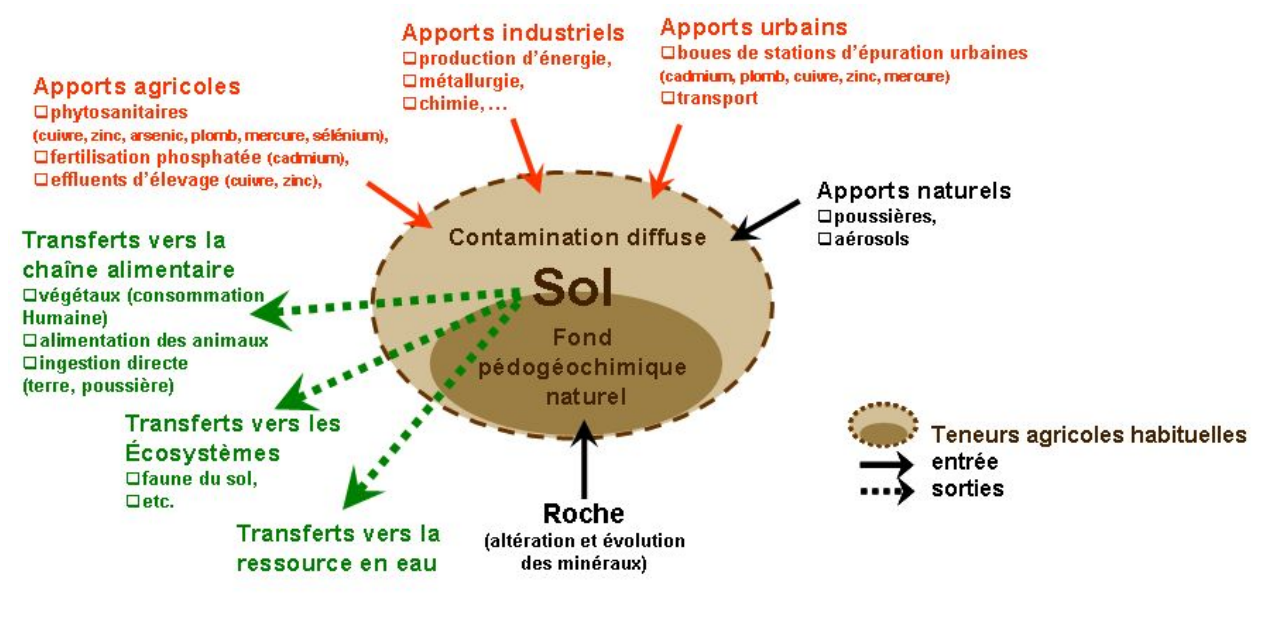 Apports industriels
❑production d'énergie,
❑métallurgie,
❑chimie,…
Apports urbains
❑boues de stations d'épuration urbaines
(cadmium, plomb, cuivre, zinc, mercure)
❑transport
Apports agricoles
❑phytosanitaires
(cuivre, zinc, arsenic, plomb, mercure, sélénium),
❑fertilisation phosphatée (cadmium),
❑effluents d'élevage (cuivre, zinc),
Apports naturels
❑poussières,
❑aérosols
Contamination diffuse
Sol
Fond
pédogéochimique
naturel
Transferts vers la
chaîne alimentaire
❑végétaux (consommation
Humaine)
❑alimentation des animaux
❑ingestion directe
(terre, poussière)
Transferts vers les
Écosystèmes
❑faune du sol,
❑etc.
Transferts vers la
ressource en eau
Roche
(altération et évolution
des minéraux)
Teneurs agricoles habituelles
entrée
sorties